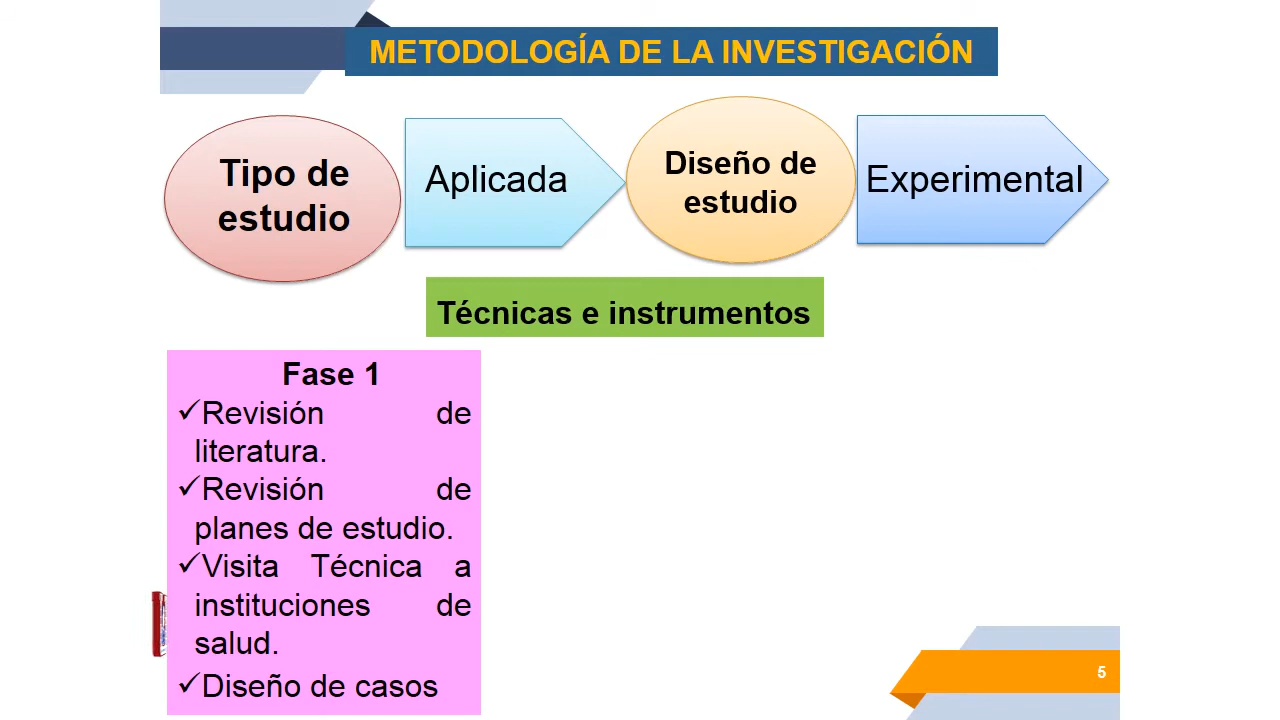 METODOLOGÍA DE LA INVESTIGACIÓN
Tipo de
estudio
Aplicada
Diseño de
estudio
Experimental
Técnicas e instrumentos
Fase 1
✓Revisión de
literatura.
✓Revisión de
planes de estudio.
✓Visita Técnica a
instituciones de
salud.
✓Diseño de casos
5